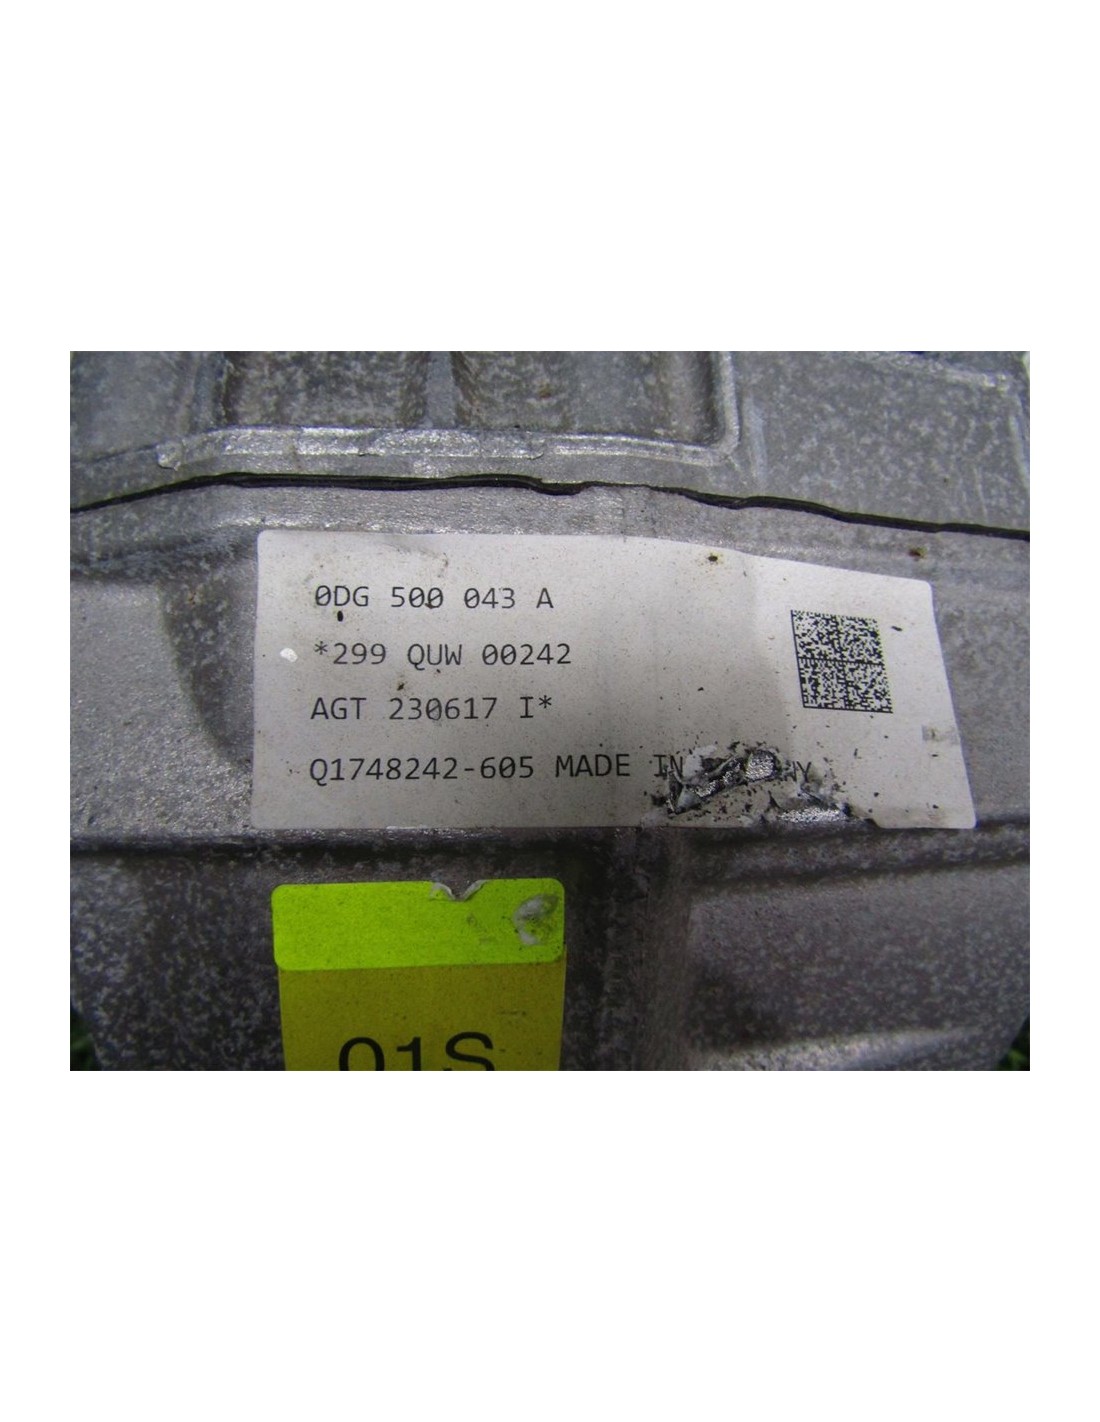 0DG 500 043 A
*299 QUW 00242
AGT 230617 I*
Q1748242-605 MADE IN
01S